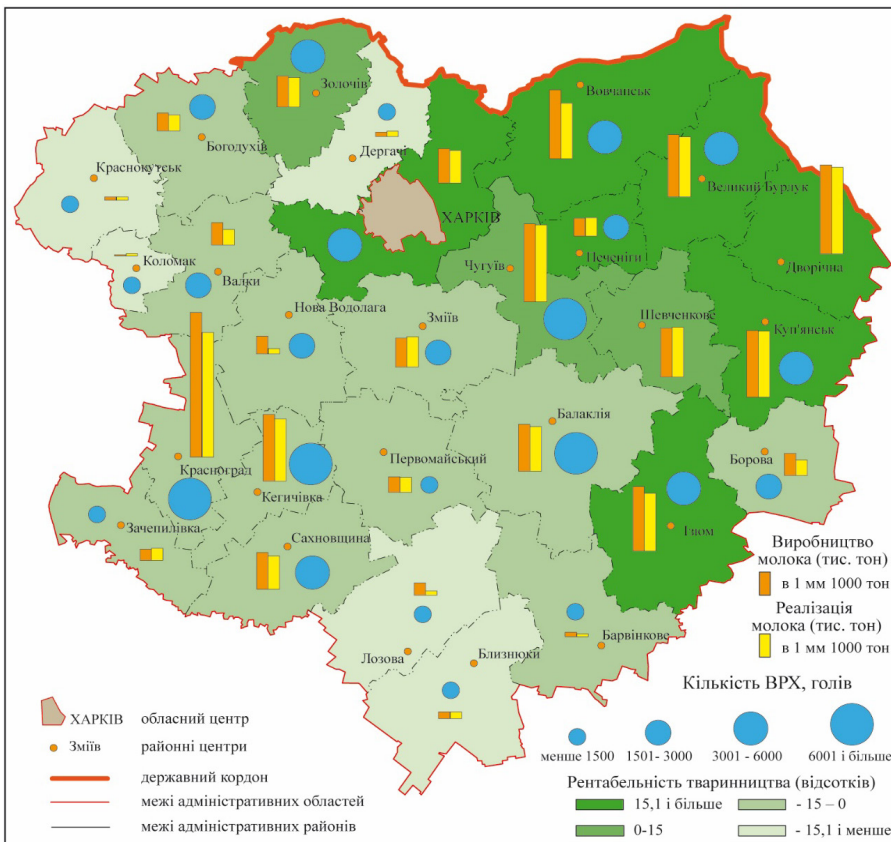 Золочів
Вовчанськ
Богодухів
Дергачі
Краснокутськ
Великий Бурлук
ХАРКІВ
Коломак
Валки
Чугуїв
Печеніги
Дворічна
Нова Водолага
Зміїв
Шевченкове
Куп'янськ
Балаклія
Красноград
Первомайський
Борова
Кегичівка
Зачепилівка
Сахновщина
Ізюм
Барвінкове
Лозова
Близнюки
Виробництво
молока (тис. тон)
в 1 мм 1000 тон
Реалізація
молока (тис. тон)
в 1 мм 1000 тон
Кількість ВРХ, голів
менше 1500
1501- 3000
3001 - 6000
6001 і більше
Рентабельність тваринництва (відсотків)
15,1 і більше
- 15 – 0
0-15
- 15,1 і менше
ХАРКІВ обласний центр
Зміїв районні центри
державний кордон
межі адміністративних областей
межі адміністративних районів